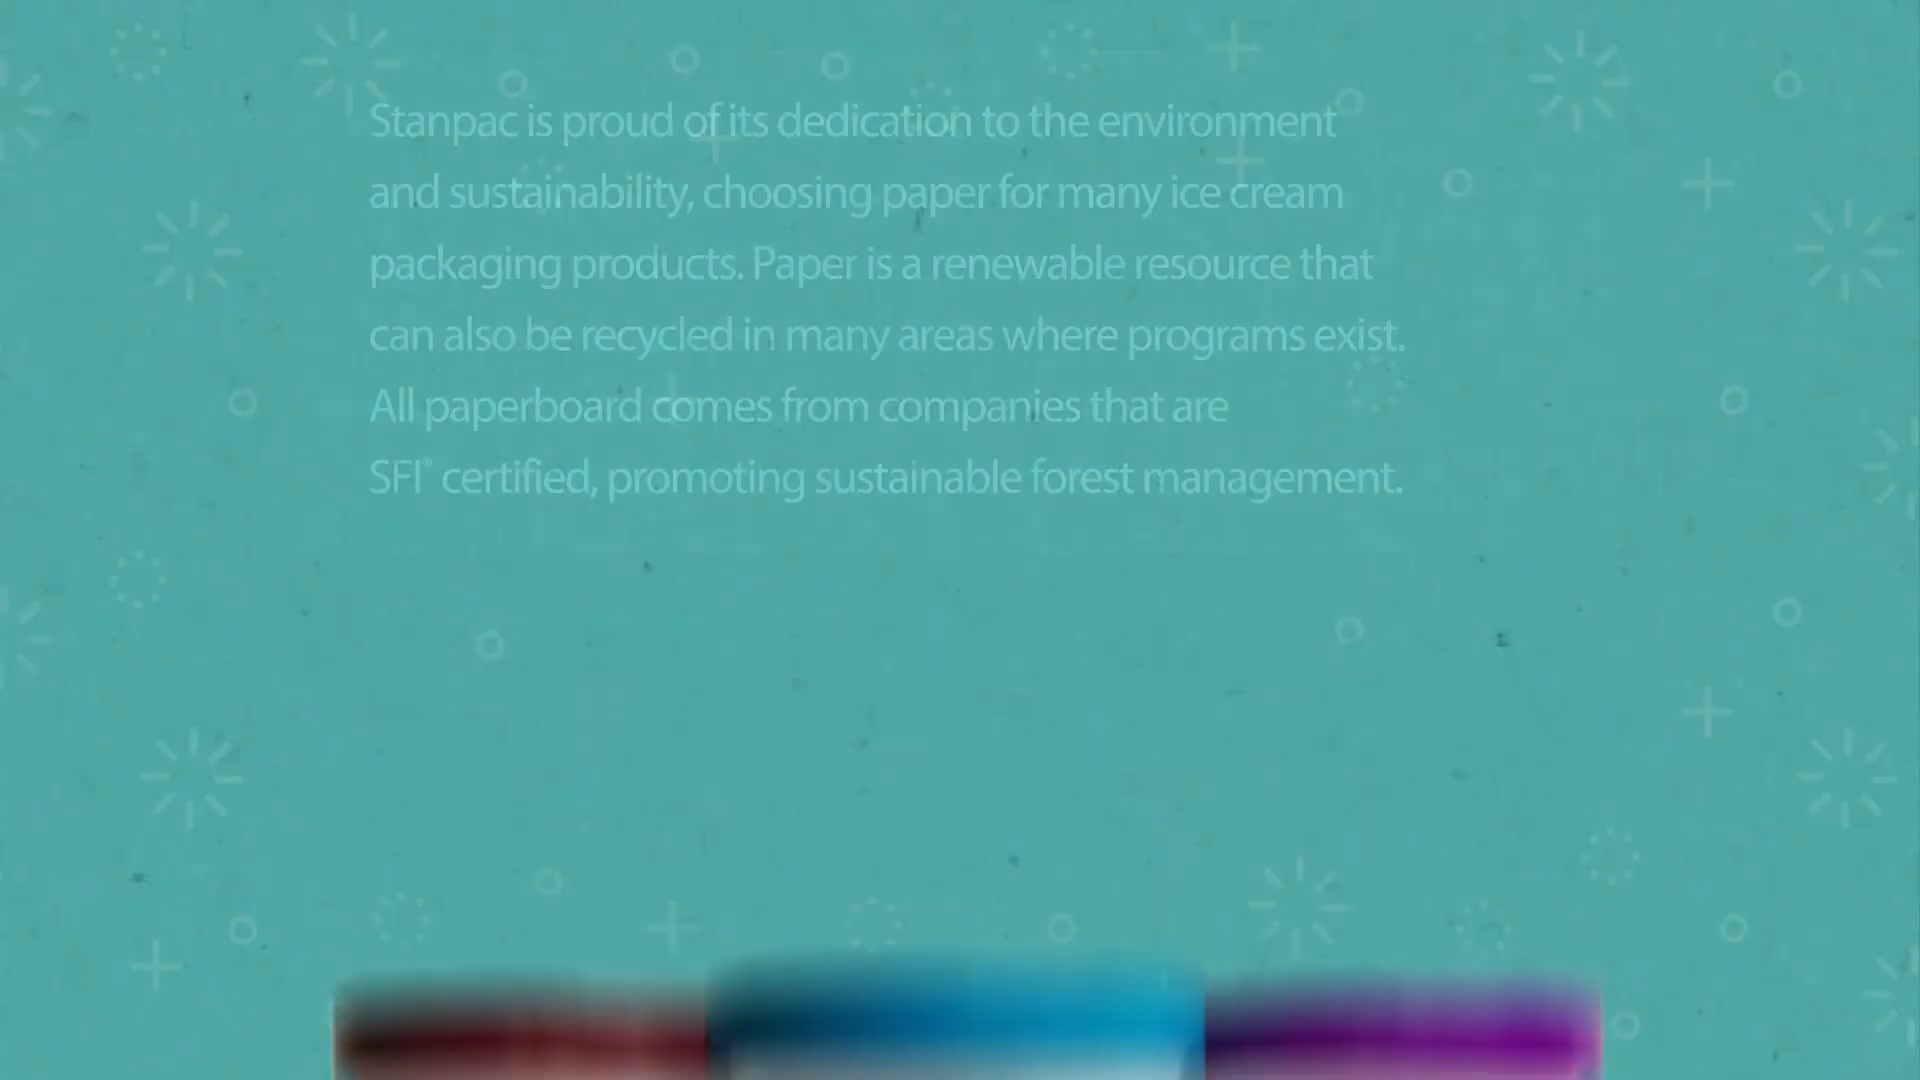 Stanpac is proud of its dedication to the environment
and sustainability, choosing paper for many ice cream
packaging products. Paper is a renewable resource that
can also be recycled in many areas where programs exist.
All paperboard comes from companies that are
SFI® certified, promoting sustainable forest management.